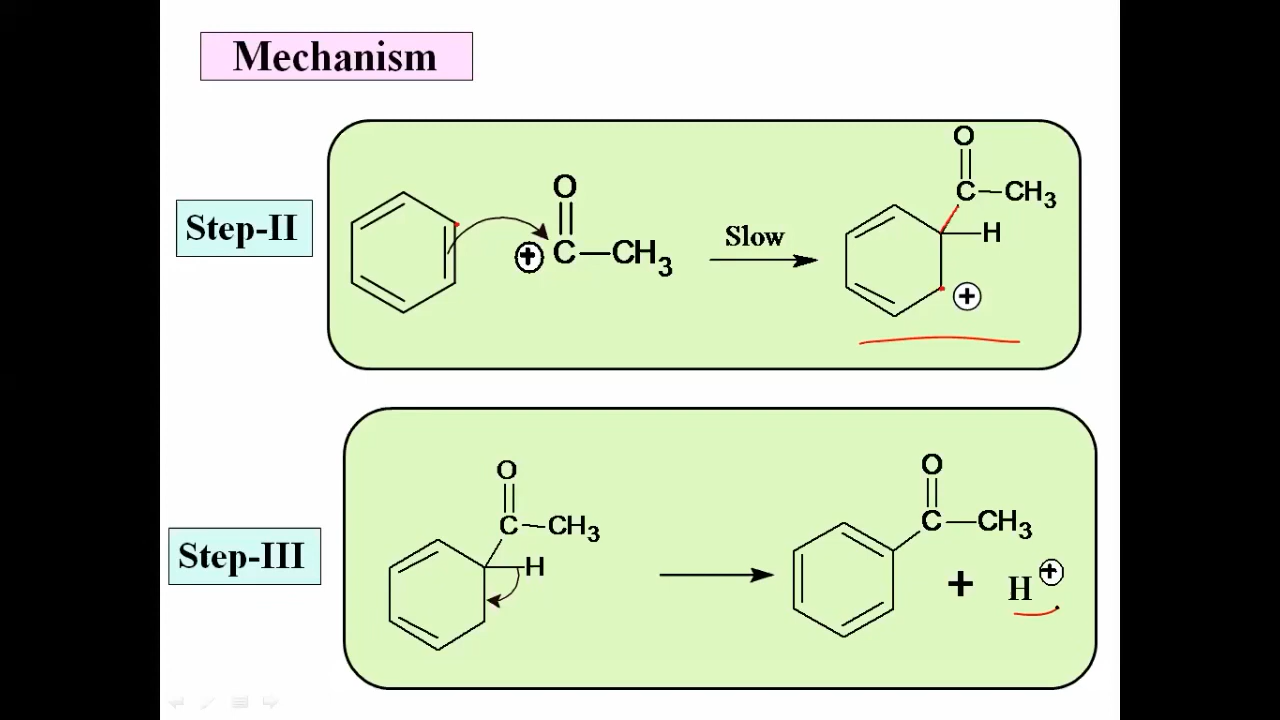 Mechanism
Step-II
O
⊕ C—CH3
Slow
O
C—CH3
H
⊕
Step-III
O
C—CH3
H
O
C—CH3
+ H⊕